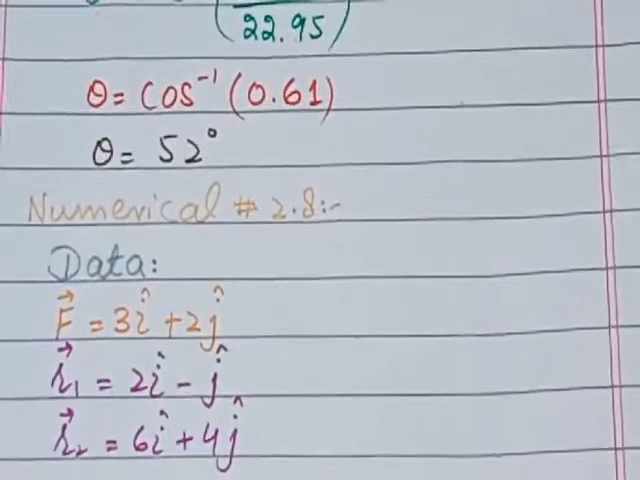 22.95
θ = Cos⁻¹ (0.61)
θ = 52°
Numerical # 2.8:-
Data:
F⃗ = 3î + 2ĵ
r⃗₁ = 2î - ĵ
r⃗₂ = 6î + 4ĵ